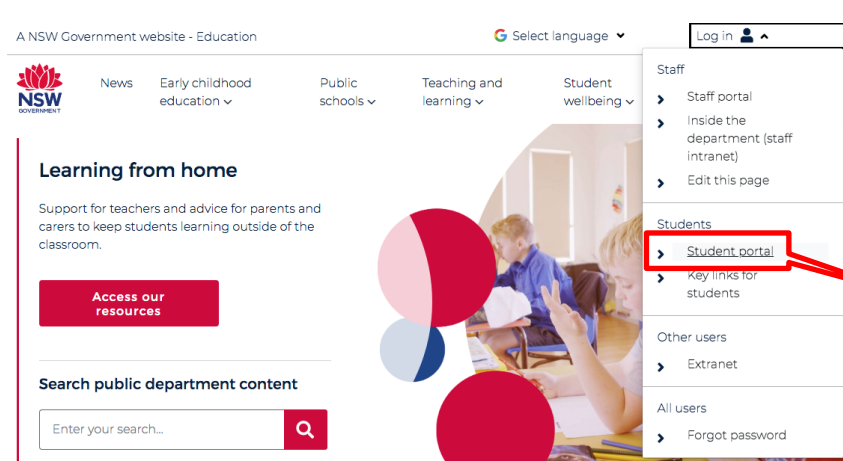 A NSW Government website - Education
Select language
Log in
NSW
GOVERNMENT
News
Early childhood
education
Public
schools
Teaching and
learning
Student
wellbeing
Learning from home
Support for teachers and advice for parents and
carers to keep students learning outside of the
classroom.
Access our
resources
Search public department content
Enter your search...
Staff
Staff portal
Inside the
department (staff
intranet)
Edit this page
Students
Student portal
Key links for
students
Other users
Extranet
All users
Forgot password